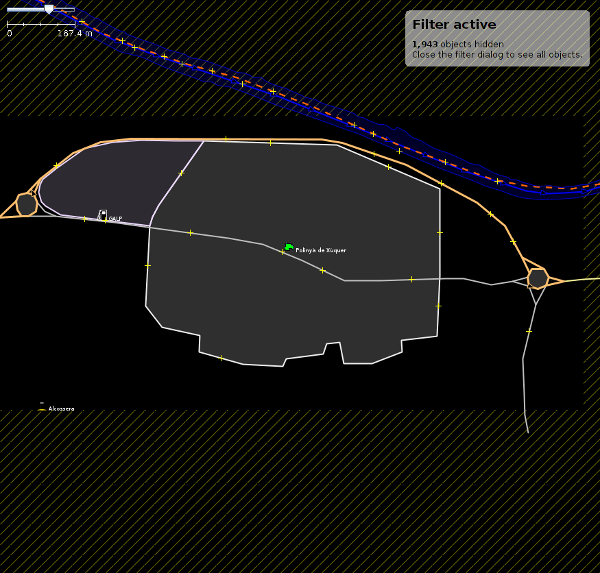 0 167.4 m
Filter active
1,943 objects hidden
Close the filter dialog to see all objects.
GALP
Polinyà de Xúquer
Alcossera